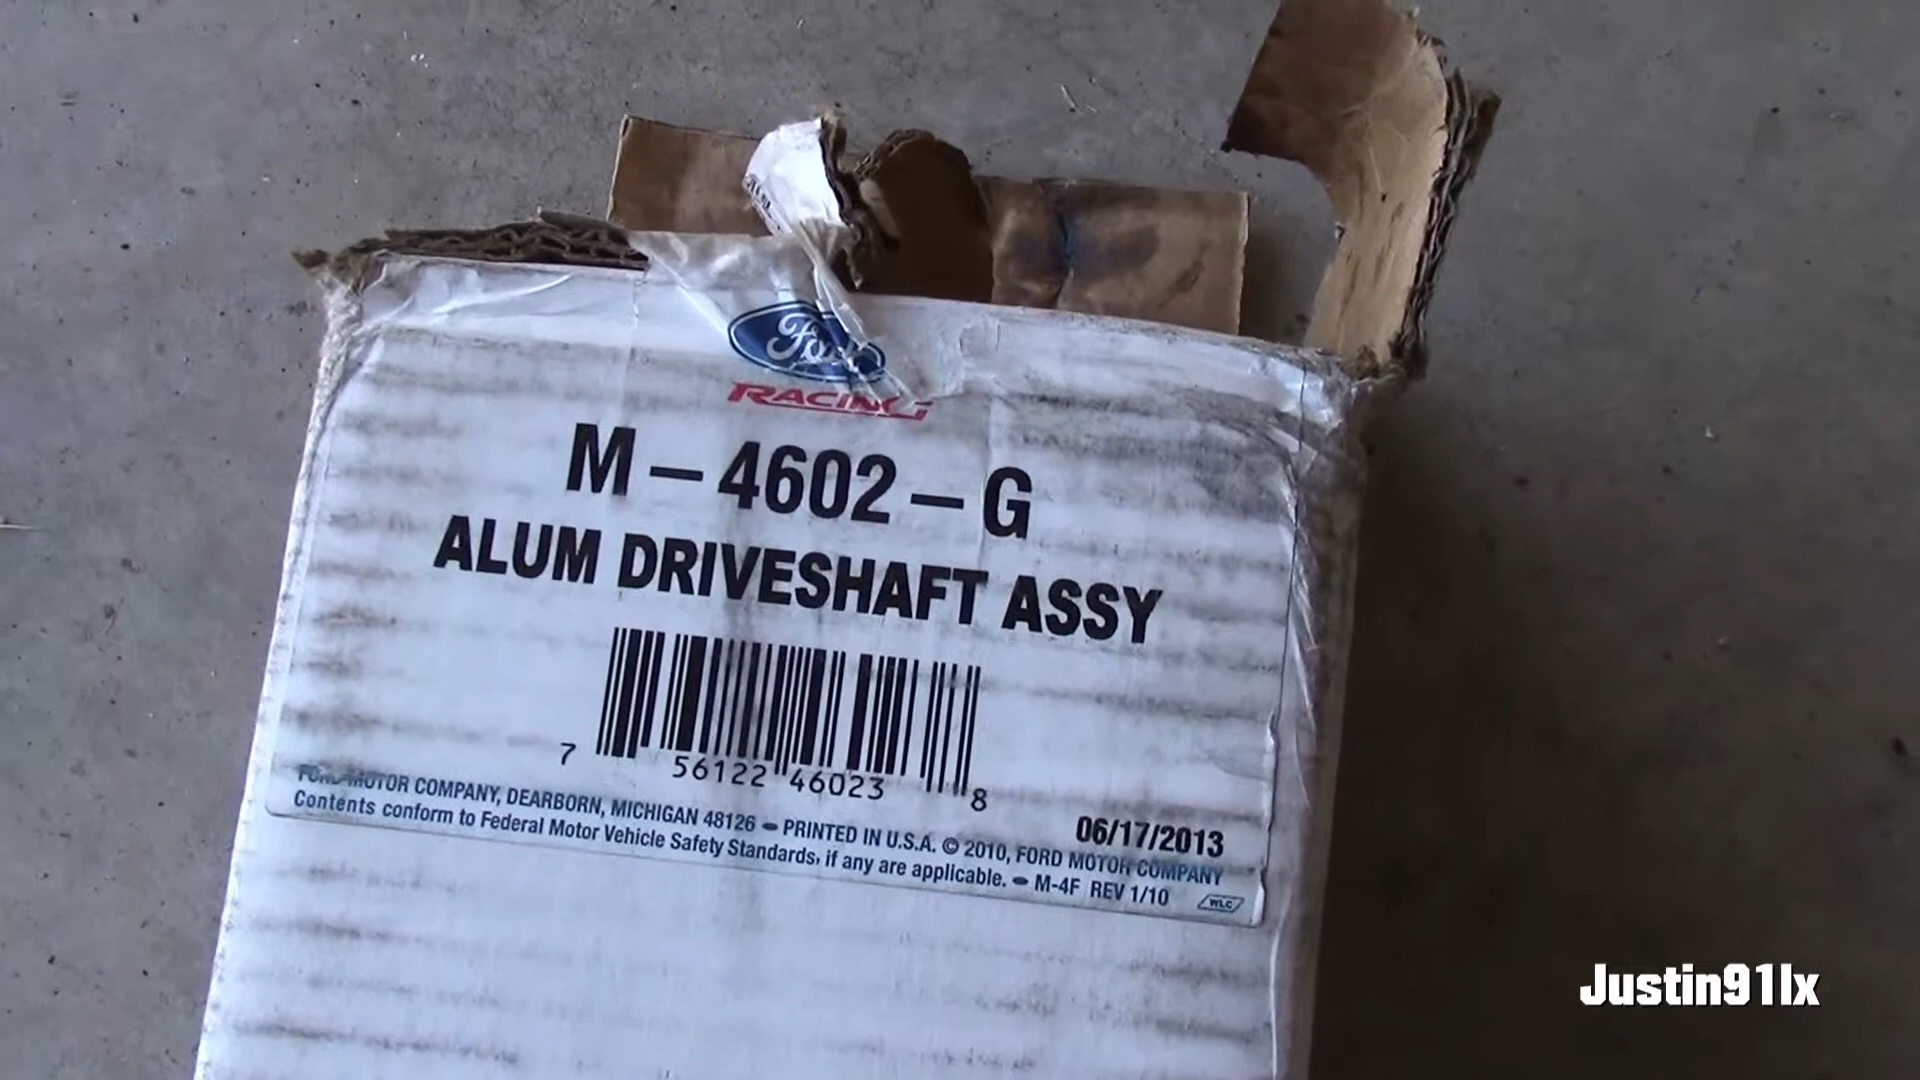 Ford
RACING
M-4602-G
ALUM DRIVESHAFT ASSY
7 56122 46023 8
06/17/2013
FORD MOTOR COMPANY, DEARBORN, MICHIGAN 48126 - PRINTED IN U.S.A. © 2010, FORD MOTOR COMPANY
Contents conform to Federal Motor Vehicle Safety Standards, if any are applicable. - M-4F REV 1/10 WLC
Justin91lx